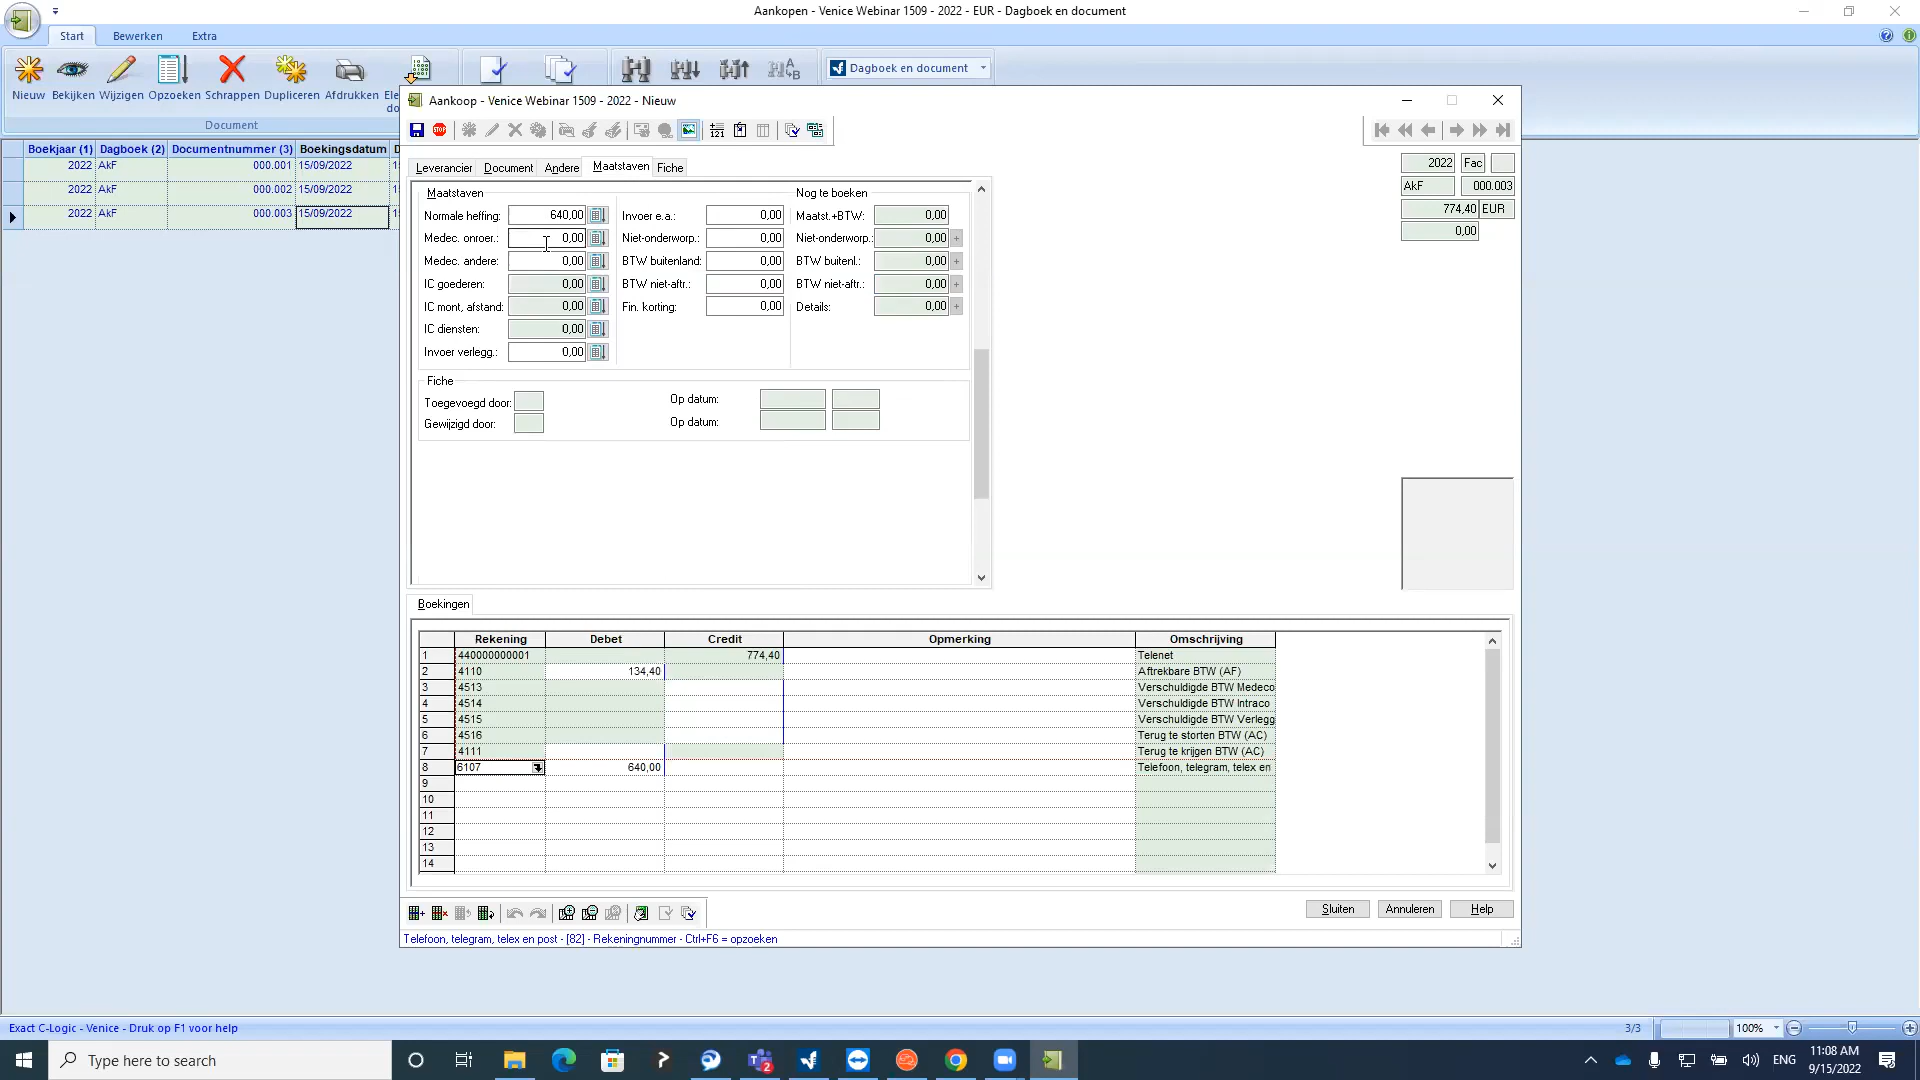 Aankopen - Venice Webinar 1509 - 2022 - EUR - Dagboek en document
Start Bewerken Extra
Nieuw Bekijken Wijzigen Opzoeken Schrappen Dupliceren Afdrukken
Dagboek en document
Document
Boekjaar (1) Dagboek (2) Documentnummer (3) Boekingsdatum
2022 AkF 000.001 15/09/2022
2022 AkF 000.002 15/09/2022
2022 AkF 000.003 15/09/2022
Aankoop - Venice Webinar 1509 - 2022 - Nieuw
Leverancier Document Andere Maatstaven Fiche
2022 Fac
AkF 000.003
774,40 EUR
0,00
Maatstaven Nog te boeken
Normale heffing: 640,00 Invoer e.a.: 0,00 Maatst.+BTW: 0,00
Medec. onroer.: 0,00 Niet-onderworp.: 0,00 Niet-onderworp.: 0,00 +
Medec. andere: 0,00 BTW buitenland: 0,00 BTW buitenl.: 0,00 +
IC goederen: 0,00 BTW niet-aftr.: 0,00 BTW niet-aftr.: 0,00 +
IC mont, afstand: 0,00 Fin. korting: 0,00 Details: 0,00 +
IC diensten: 0,00
Invoer verlegg.: 0,00
Fiche
Toegevoegd door: Op datum:
Gewijzigd door: Op datum:
Boekingen
Rekening Debet Credit Opmerking Omschrijving
1 440000000001 774,40 Telenet
2 4110 134,40 Aftrekbare BTW (AF)
3 4513 Verschuldigde BTW Medeco
4 4514 Verschuldigde BTW Intraco
5 4515 Verschuldigde BTW Verlegg
6 4516 Terug te storten BTW (AC)
7 4111 Terug te krijgen BTW (AC)
8 6107 640,00 Telefoon, telegram, telex en
9
10
11
12
13
14
Sluiten Annuleren Help
Telefoon, telegram, telex en post - [82] - Rekeningnummer - Ctrl+F6 = opzoeken
Exact C-Logic - Venice - Druk op F1 voor help 3/3 100%
Type here to search ENG 11:08 AM
9/15/2022